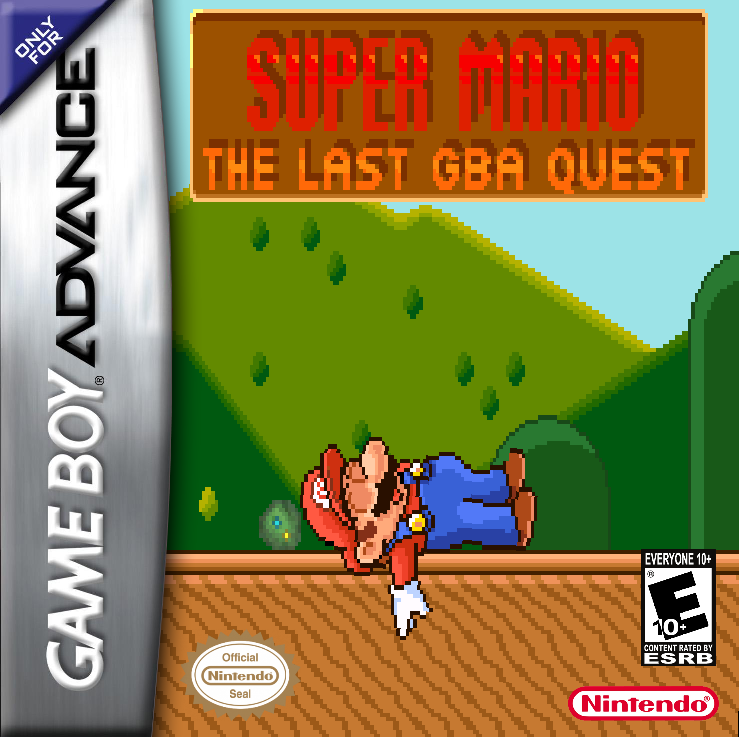 ONLY
FOR
GAME BOY ADVANCE®
SUPER MARIO
THE LAST GBA QUEST
M
EVERYONE 10+
®
E
10+
CONTENT RATED BY
ESRB
Official
Nintendo
Seal
Nintendo®